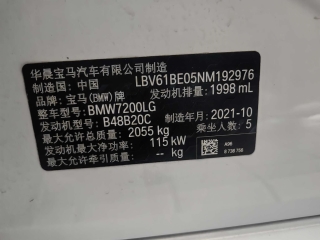 华晨宝马汽车有限公司制造
制造国：中国 LBV61BE05NM192976
品牌：宝马(BMW)牌 发动机排量：1998 mL
整车型号：BMW7200LG
发动机型号：B48B20C 制造年月：2021-10
最大允许总质量：2055 kg 乘坐人数：5
发动机最大净功率：115 kW A96
最大允许牵引质量：-- kg 8 738 758